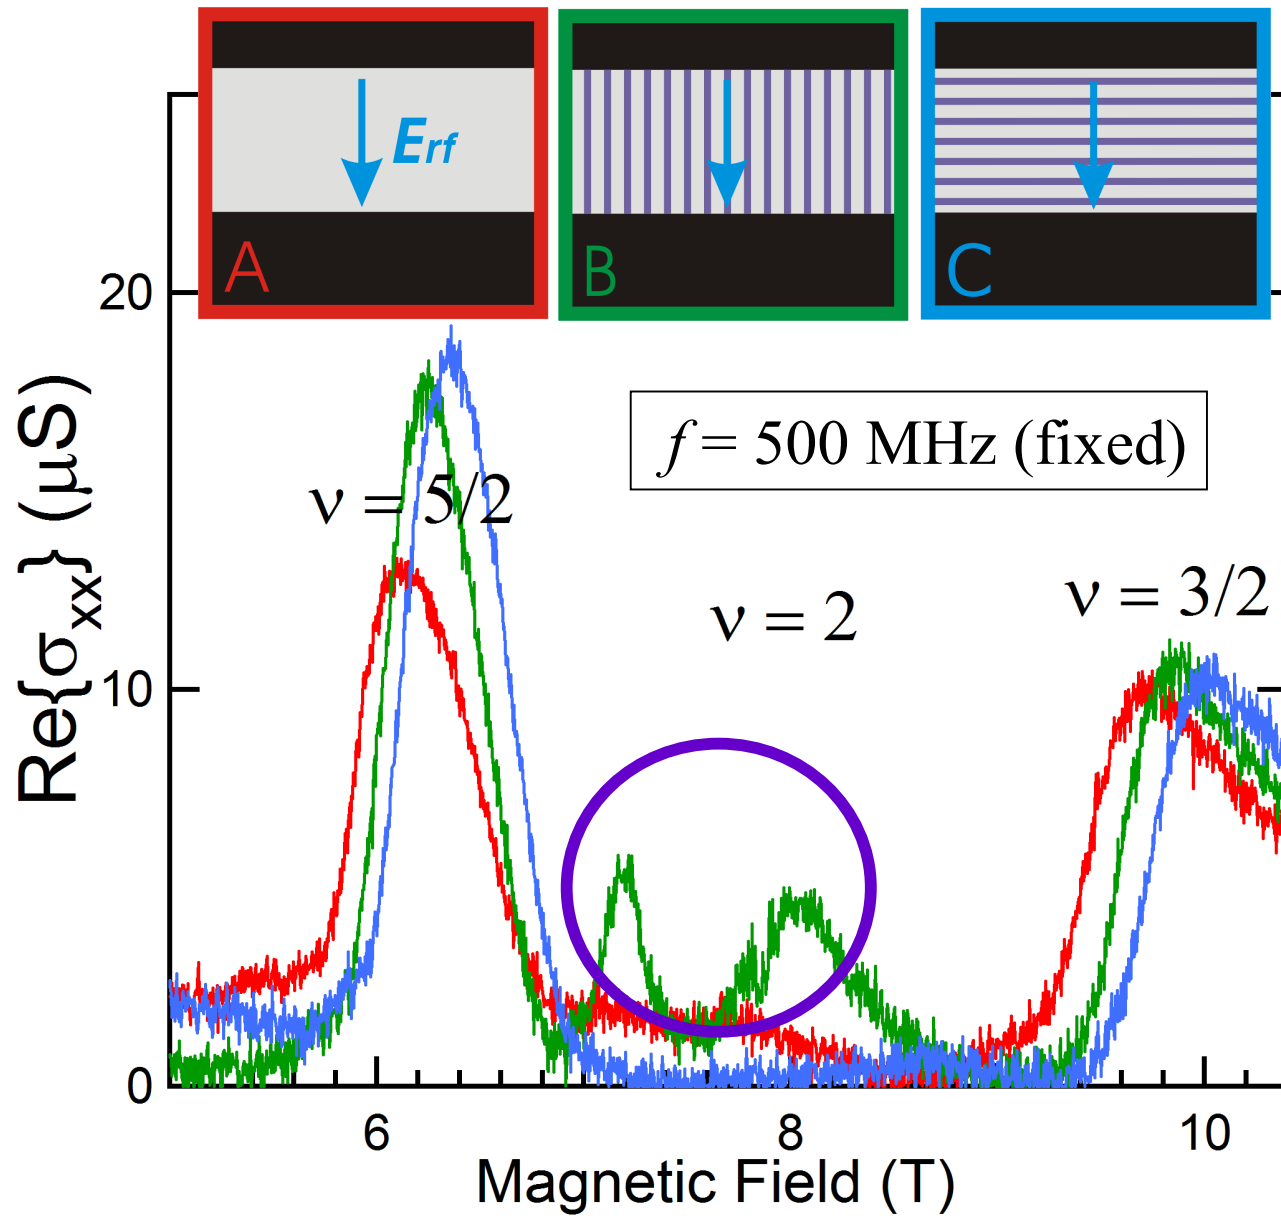 Erf
A
B
C
20
f = 500 MHz (fixed)
ν = 5/2
ν = 3/2
ν = 2
10
0
Re{σxx} (μS)
6
8
10
Magnetic Field (T)